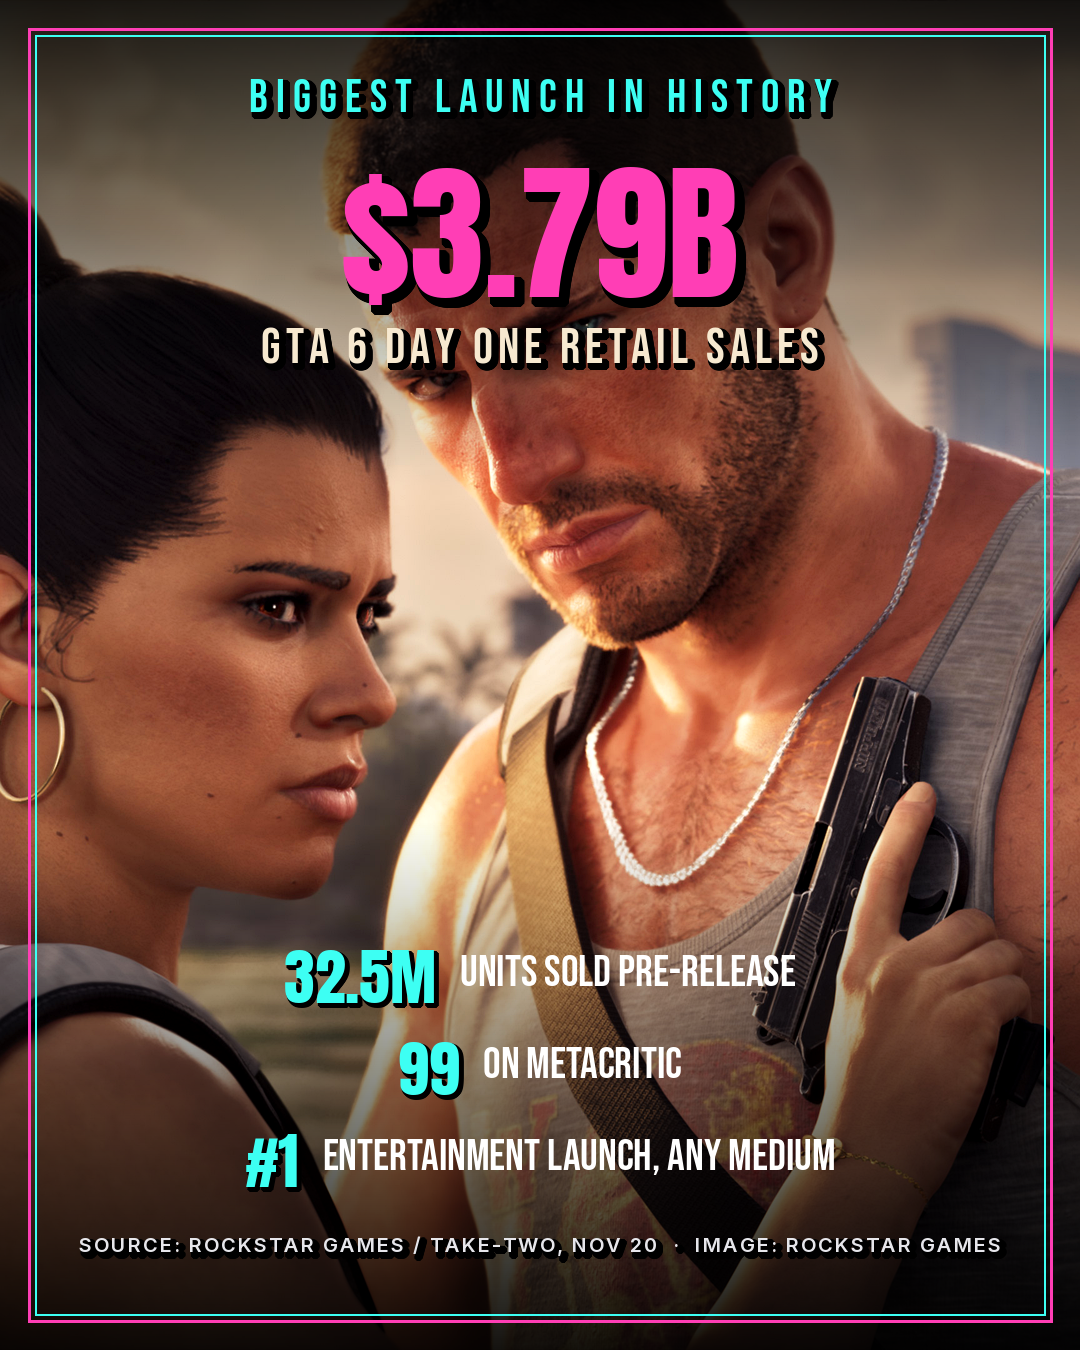 BIGGEST LAUNCH IN HISTORY
$3.79B
GTA 6 DAY ONE RETAIL SALES
32.5M UNITS SOLD PRE-RELEASE
99 ON METACRITIC
#1 ENTERTAINMENT LAUNCH, ANY MEDIUM
SOURCE: ROCKSTAR GAMES / TAKE-TWO, NOV 20 · IMAGE: ROCKSTAR GAMES